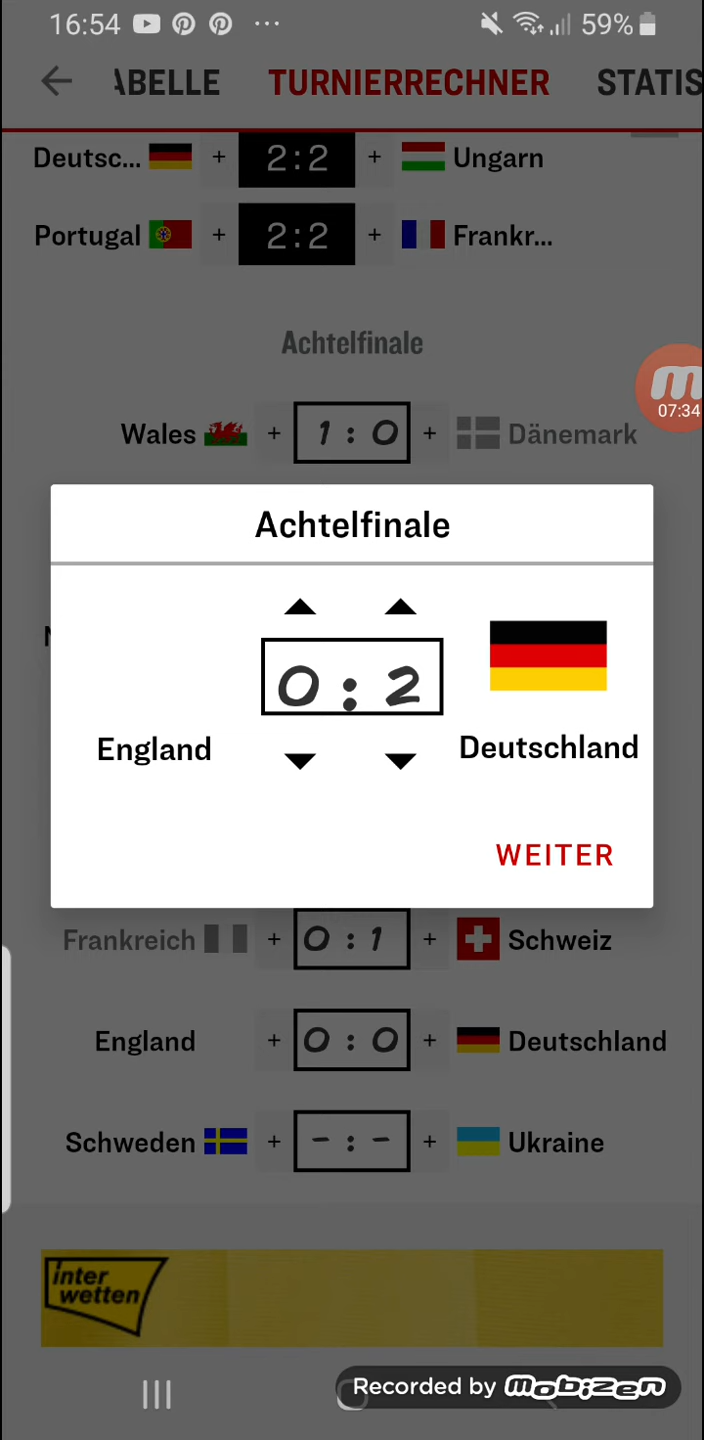 16:54 ... 59%
ABELLE TURNIERRECHNER STATIS
Deutsc... + 2:2 + Ungarn
Portugal + 2:2 + Frankr...
Achtelfinale
07:34
Wales + 1:0 + Dänemark
Achtelfinale
0:2
England Deutschland
WEITER
Frankreich + 0:1 + Schweiz
England + 0:0 + Deutschland
Schweden + -:- + Ukraine
inter
wetten
Recorded by mobizen